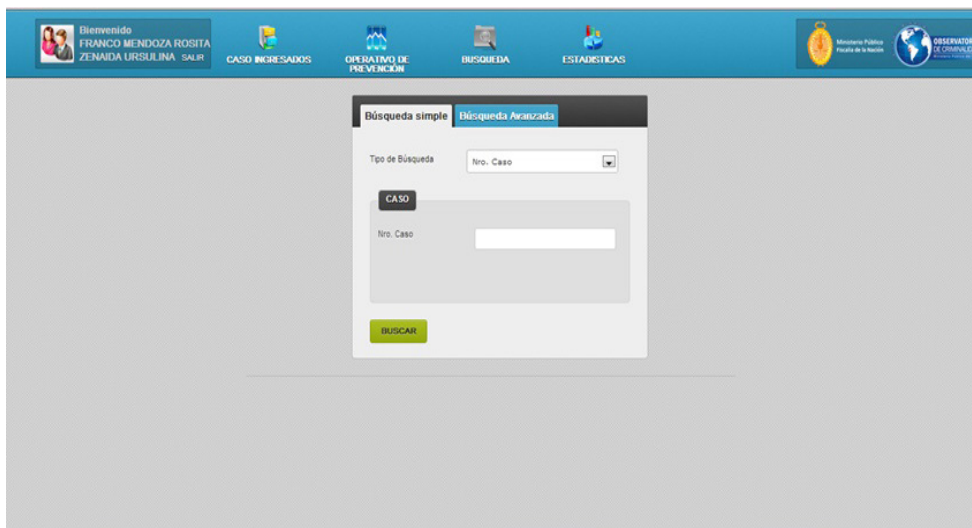 Bienvenido
FRANCO MENDOZA ROSITA
ZENAIDA URSULINA SALIR
CASO INGRESADOS
OPERATIVO DE
PREVENCIÓN
BUSQUEDA
ESTADISTICAS
Ministerio Público
Fiscalía de la Nación
OBSERVATOR
DE CRIMINALID
Búsqueda simple
Búsqueda Avanzada
Tipo de Búsqueda
Nro. Caso
CASO
Nro. Caso
BUSCAR